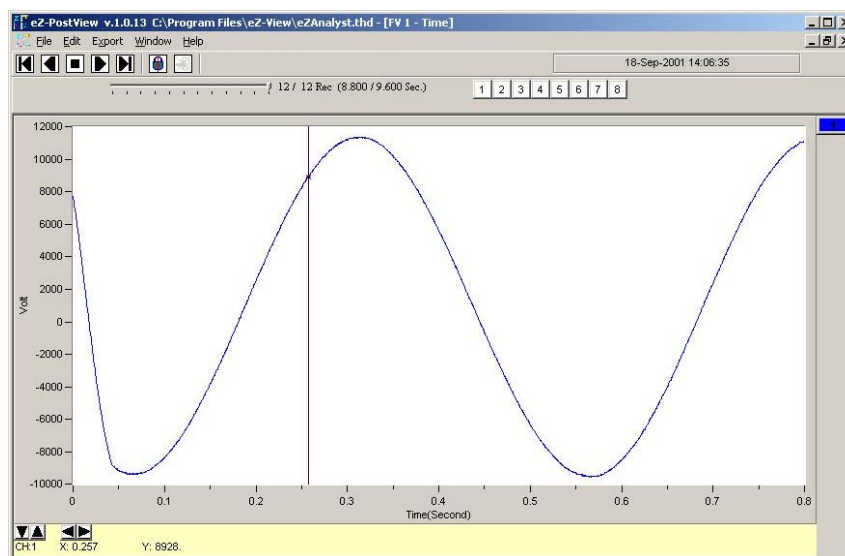 eZ-PostView v.1.0.13 C:\Program Files\eZ-View\eZAnalyst.thd - [FV 1 - Time]
File Edit Export Window Help
18-Sep-2001 14:06:35
12 / 12 Rec (8.800 / 9.600 Sec.)
1 2 3 4 5 6 7 8
12000
10000
8000
6000
4000
2000
0
-2000
-4000
-6000
-8000
-10000
Volt
0 0.1 0.2 0.3 0.4 0.5 0.6 0.7 0.8
Time(Second)
CH:1 X: 0.257 Y: 8928.